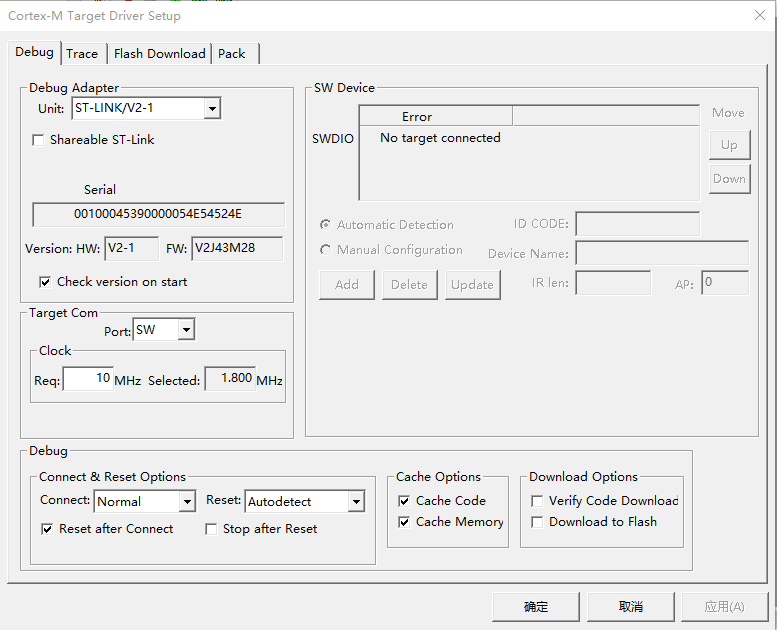 Cortex-M Target Driver Setup
Debug Trace Flash Download Pack
Debug Adapter
Unit: ST-LINK/V2-1
Shareable ST-Link
Serial
00100045390000054E54524E
Version: HW: V2-1 FW: V2J43M28
Check version on start
Target Com
Port: SW
Clock
Req: 10 MHz Selected: 1.800 MHz
SW Device
Error
SWDIO No target connected
Move
Up
Down
Automatic Detection ID CODE:
Manual Configuration Device Name:
Add Delete Update IR len: AP: 0
Debug
Connect & Reset Options
Connect: Normal Reset: Autodetect
Reset after Connect Stop after Reset
Cache Options
Cache Code
Cache Memory
Download Options
Verify Code Download
Download to Flash
确定 取消 应用(A)